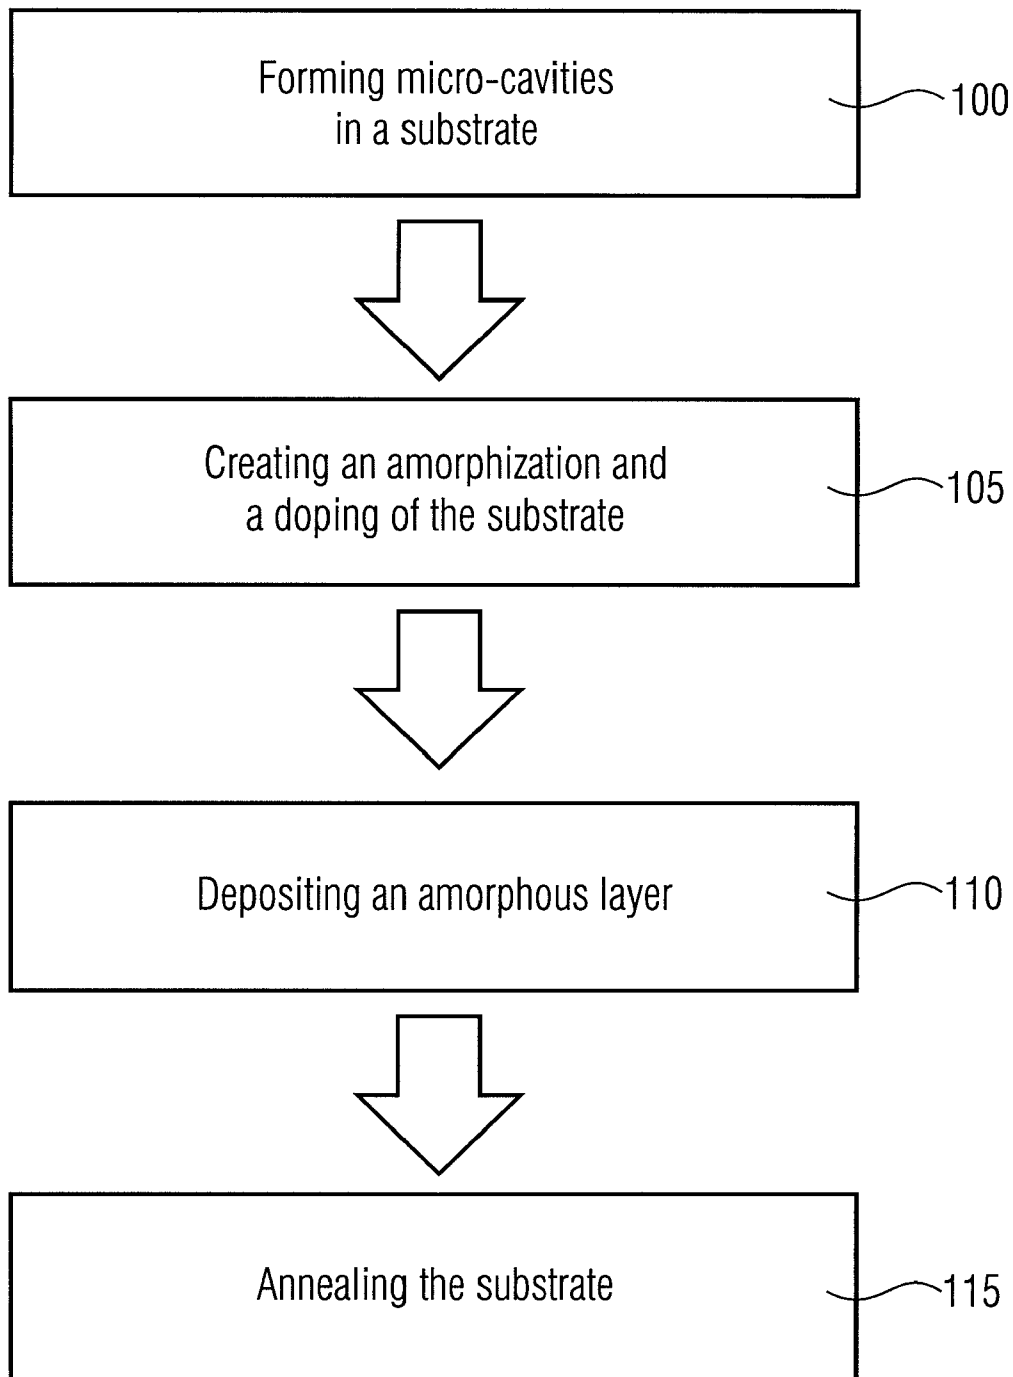 Forming micro-cavities
in a substrate
100
Creating an amorphization and
a doping of the substrate
105
Depositing an amorphous layer
110
Annealing the substrate
115